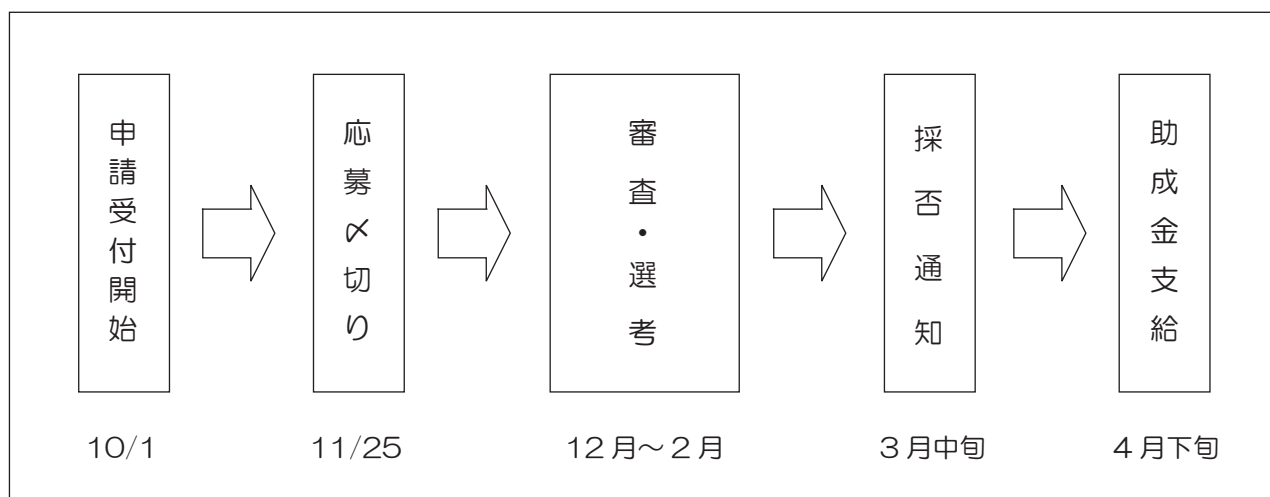 申請受付開始
応募〆切り
審査・選考
採否通知
助成金支給
10/1
11/25
12月～2月
3月中旬
4月下旬